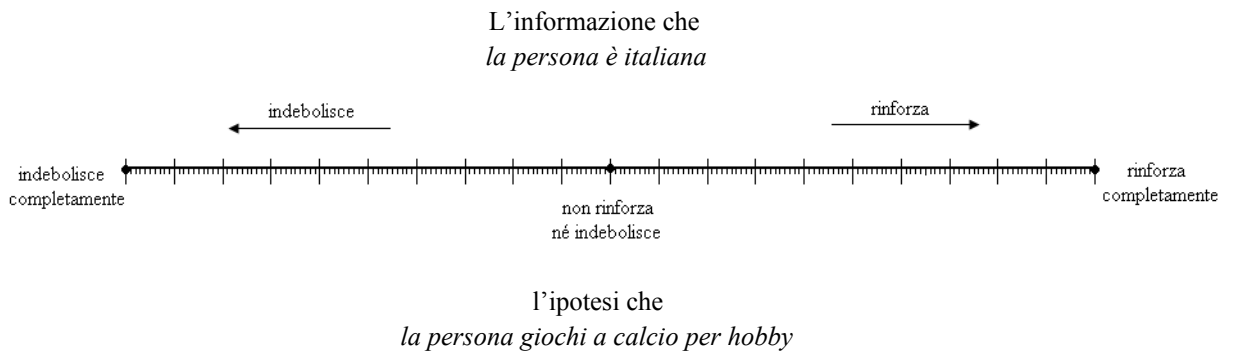 L’informazione che
la persona è italiana
indebolisce
rinforza
indebolisce
completamente
non rinforza
né indebolisce
rinforza
completamente
l’ipotesi che
la persona giochi a calcio per hobby